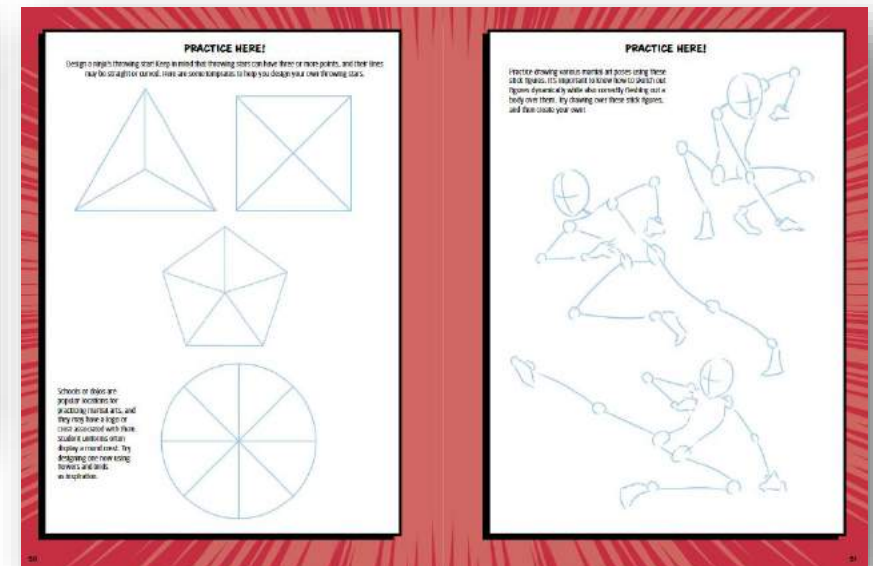 PRACTICE HERE!
Design a ninja's throwing star! Keep in mind that throwing stars can have three or more points, and their lines
may be straight or curved. Here are some templates to help you design your own throwing stars.
Schools or dojos are
popular locations for
practicing martial arts, and
they may have a logo or
crest associated with them.
Student uniforms often
display a round crest. Try
designing one now using
flowers and birds
as inspiration.
50
PRACTICE HERE!
Practice drawing various martial art poses using these
stick figures. It's important to know how to sketch out
figures dynamically while also correctly fleshing out a
body over them. Try drawing over these stick figures,
and then create your own!
51